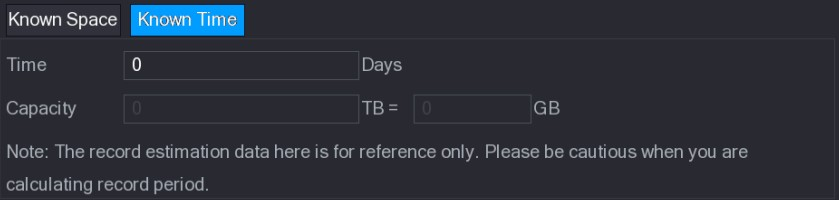 Known Space Known Time
Time 0 Days
Capacity 0 TB = 0 GB
Note: The record estimation data here is for reference only. Please be cautious when you are
calculating record period.